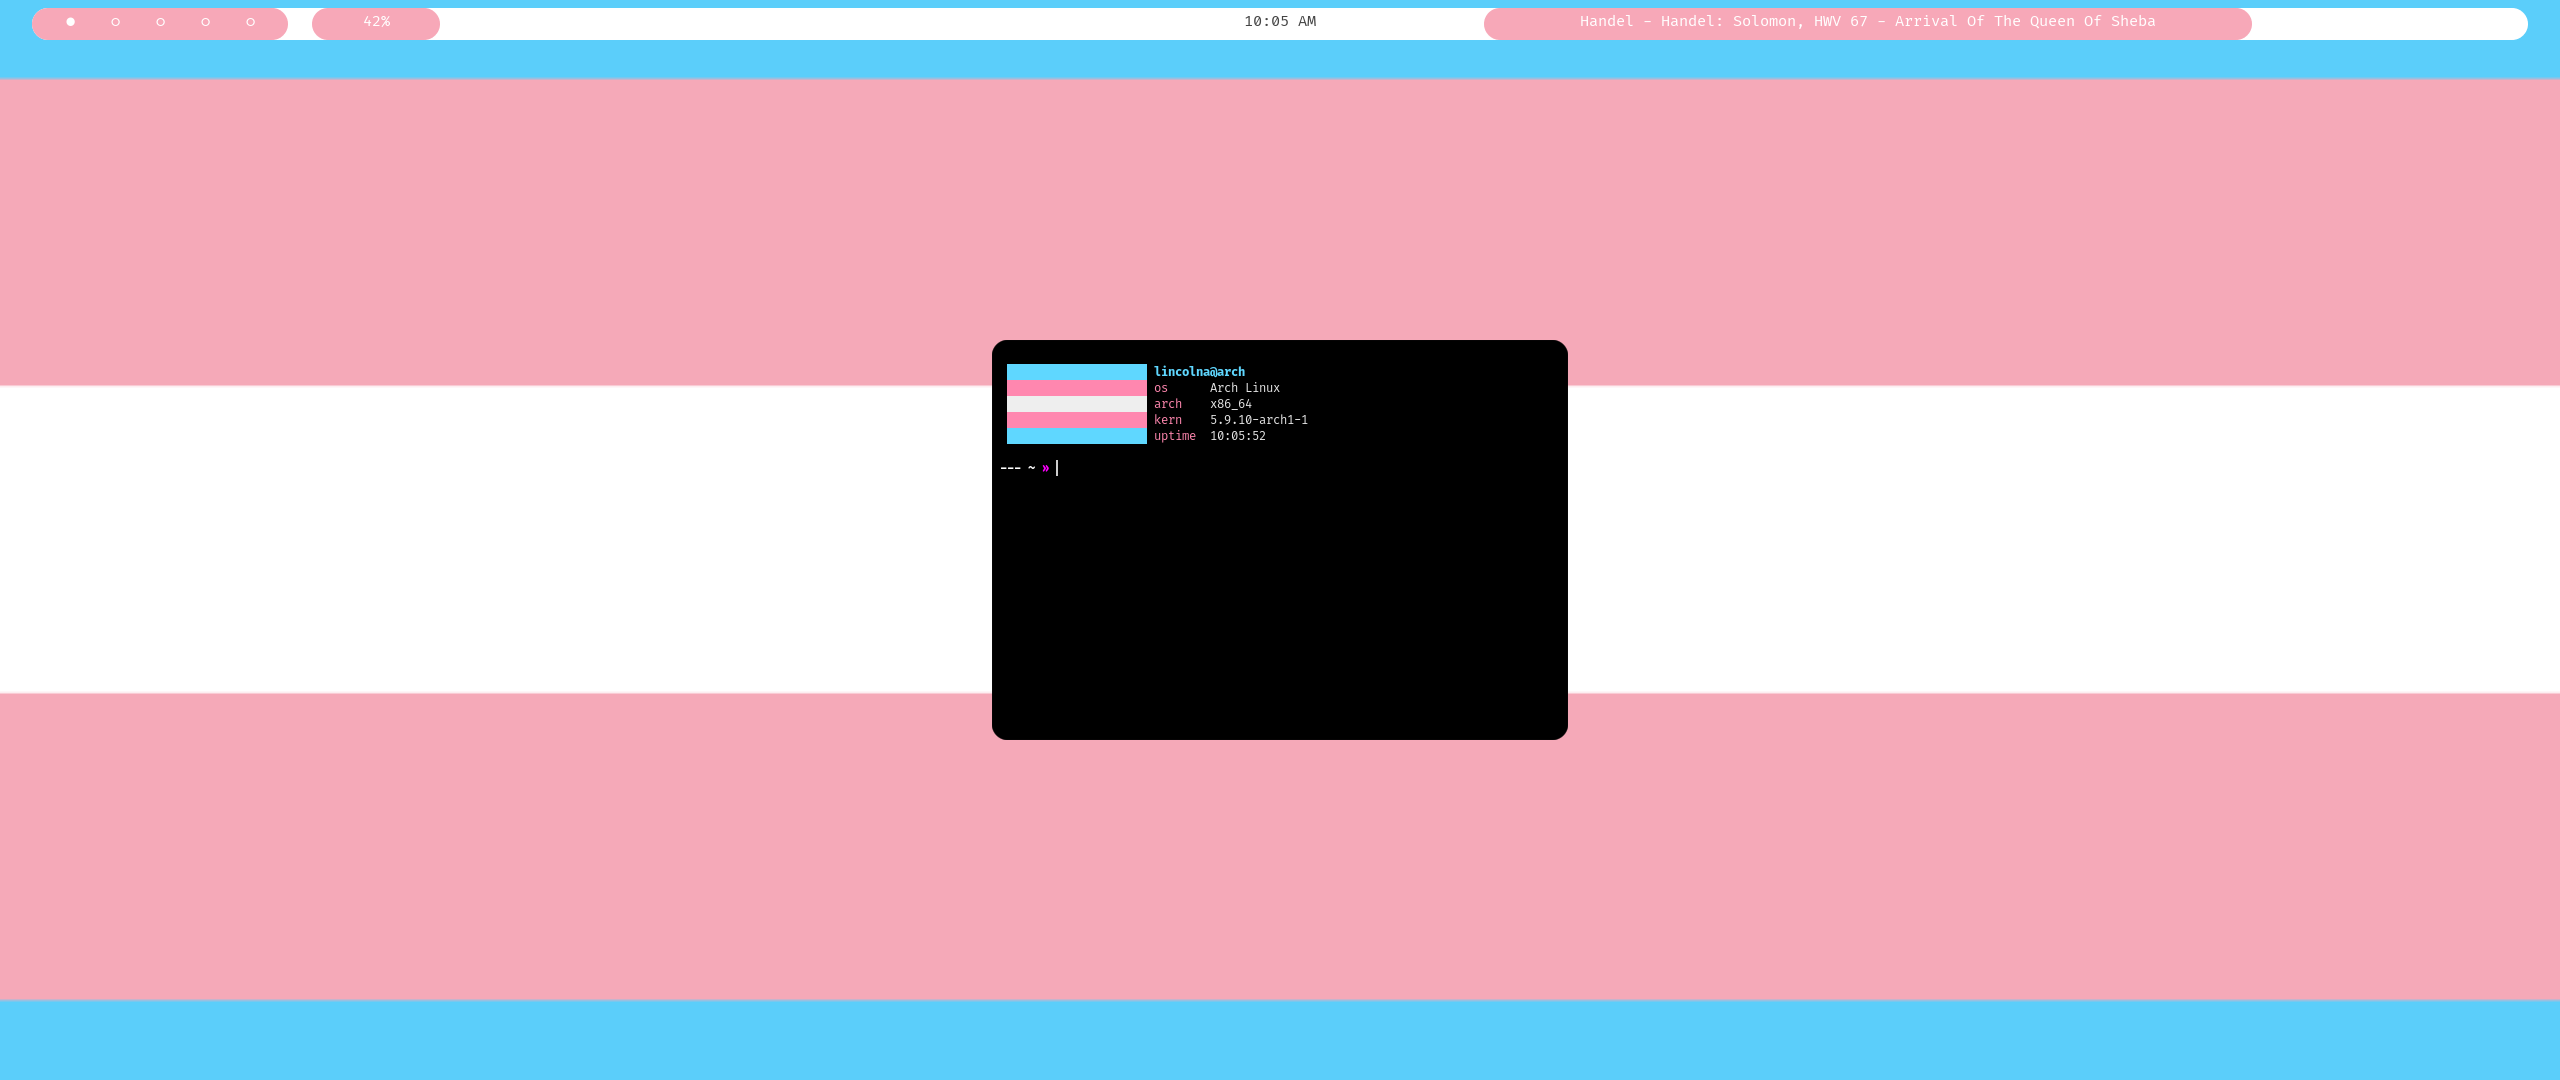 ● ○ ○ ○ ○ 42% 10:05 AM Handel - Handel: Solomon, HWV 67 - Arrival Of The Queen Of Sheba
lincolna@arch
os Arch Linux
arch x86_64
kern 5.9.10-arch1-1
uptime 10:05:52
--- ~ »